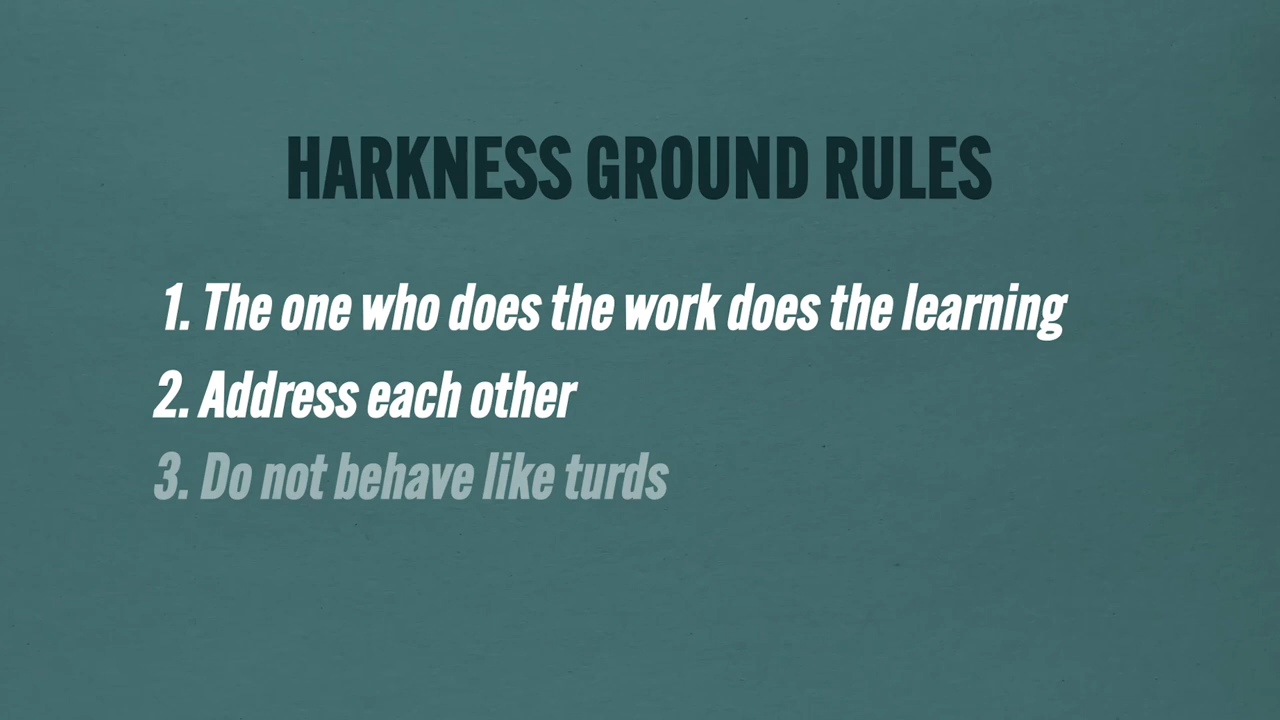 HARKNESS GROUND RULES
1. The one who does the work does the learning
2. Address each other
3. Do not behave like turds